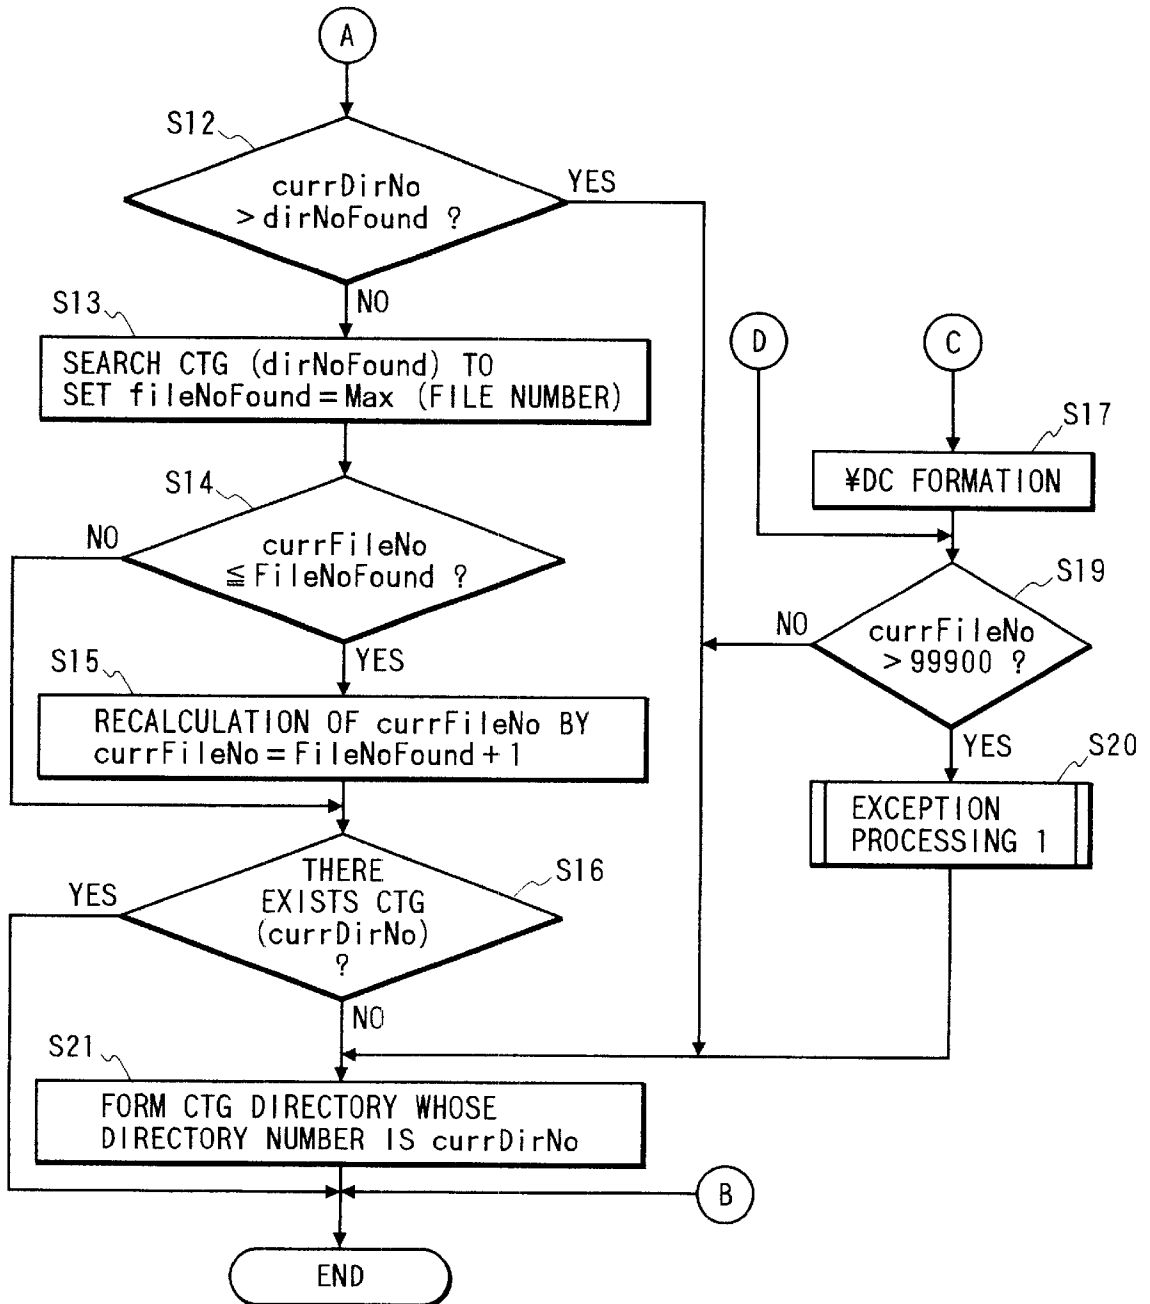 A
S12
currDirNo
> dirNoFound ?
YES
NO
S13
SEARCH CTG (dirNoFound) TO
SET fileNoFound = Max (FILE NUMBER)
S14
NO
currFileNo
≦ FileNoFound ?
YES
S15
RECALCULATION OF currFileNo BY
currFileNo = FileNoFound + 1
S16
YES
THERE
EXISTS CTG
(currDirNo)
?
NO
S21
FORM CTG DIRECTORY WHOSE
DIRECTORY NUMBER IS currDirNo
B
END
D
C
S17
¥DC FORMATION
S19
NO
currFileNo
> 99900 ?
YES
S20
EXCEPTION
PROCESSING 1